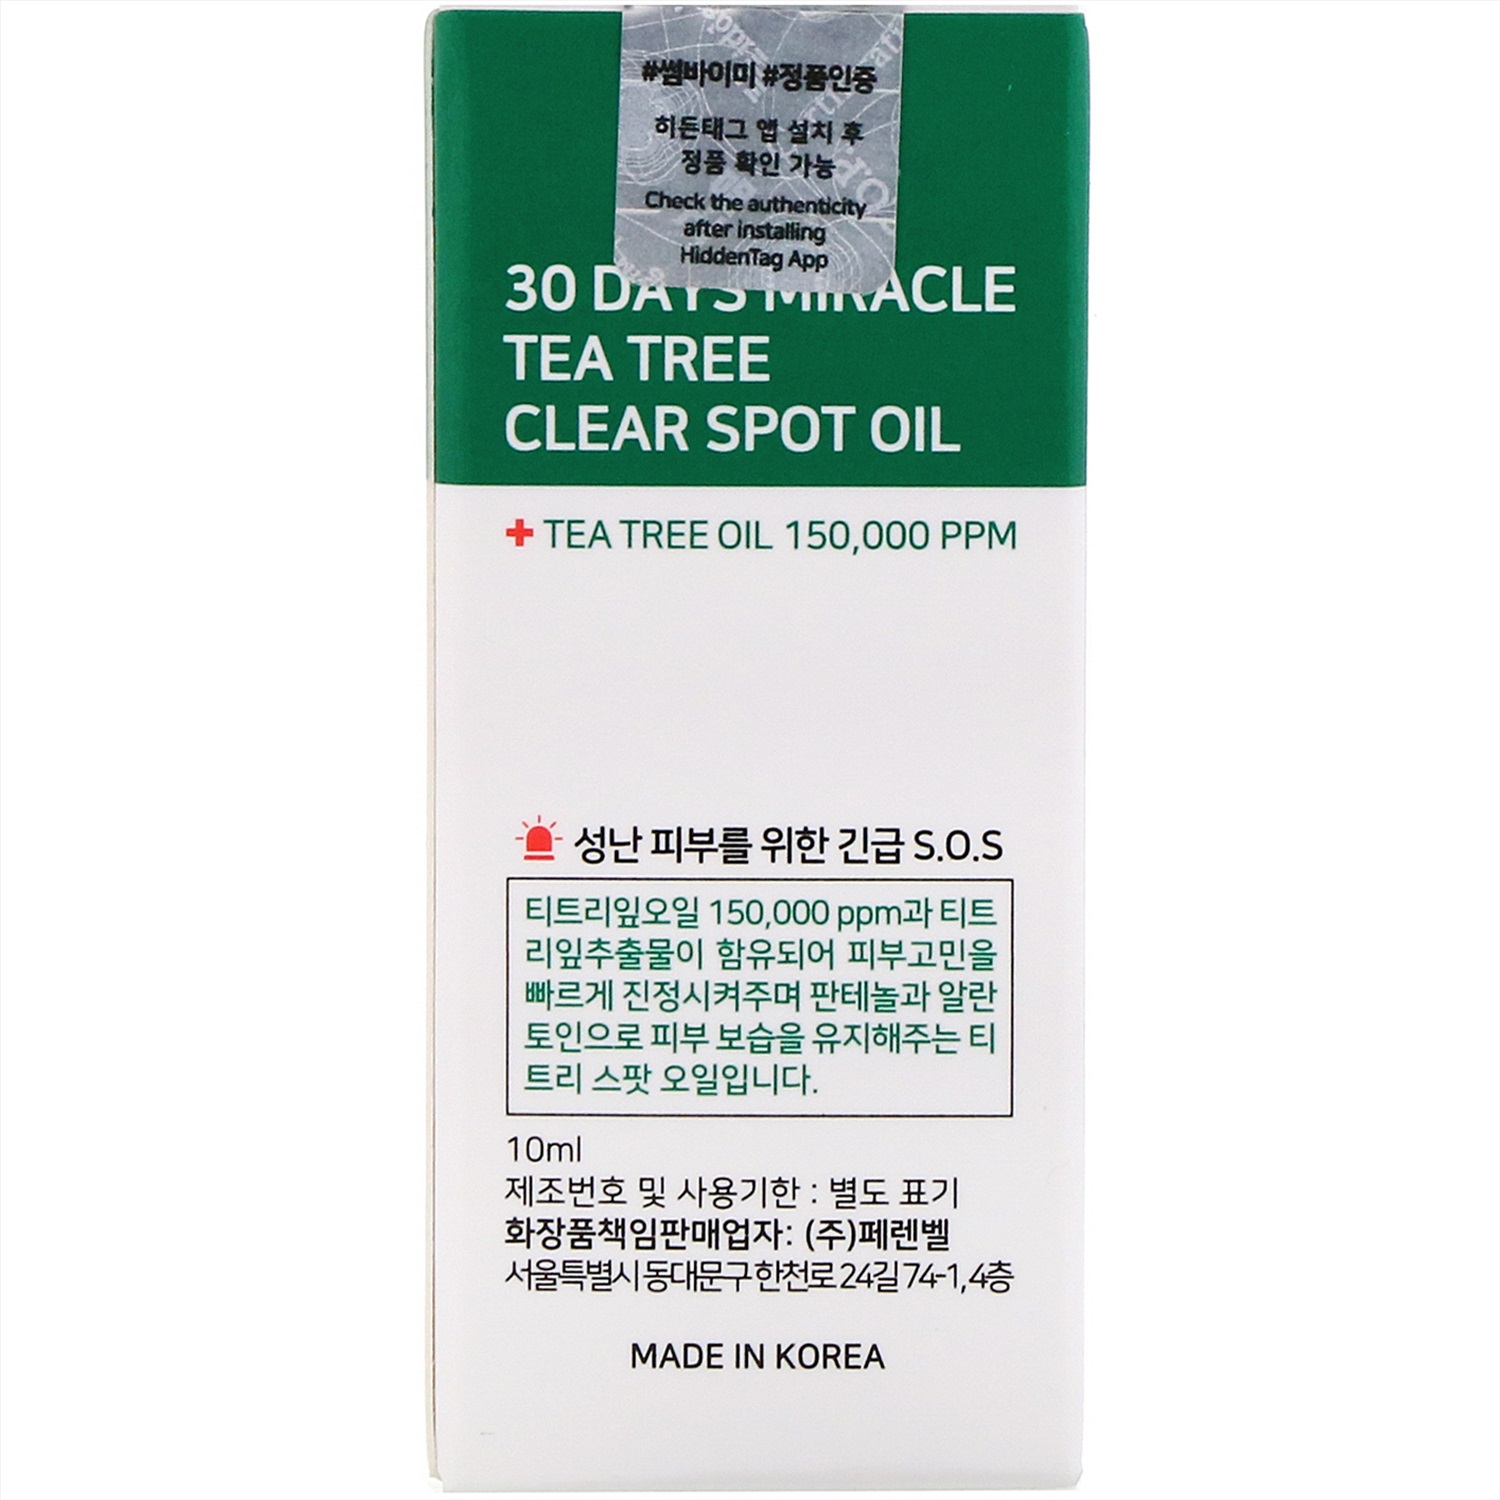 #썸바이미 #정품인증
히든태그 앱 설치 후
정품 확인 가능
Check the authenticity
after installing
HiddenTag App
30 DAYS MIRACLE
TEA TREE
CLEAR SPOT OIL
TEA TREE OIL 150,000 PPM
성난 피부를 위한 긴급 S.O.S
티트리잎오일 150,000 ppm과 티트
리잎추출물이 함유되어 피부고민을
빠르게 진정시켜주며 판테놀과 알란
토인으로 피부 보습을 유지해주는 티
트리 스팟 오일입니다.
10ml
제조번호 및 사용기한 : 별도 표기
화장품책임판매업자: (주)페렌벨
서울특별시 동대문구 한천로 24길 74-1, 4층
MADE IN KOREA